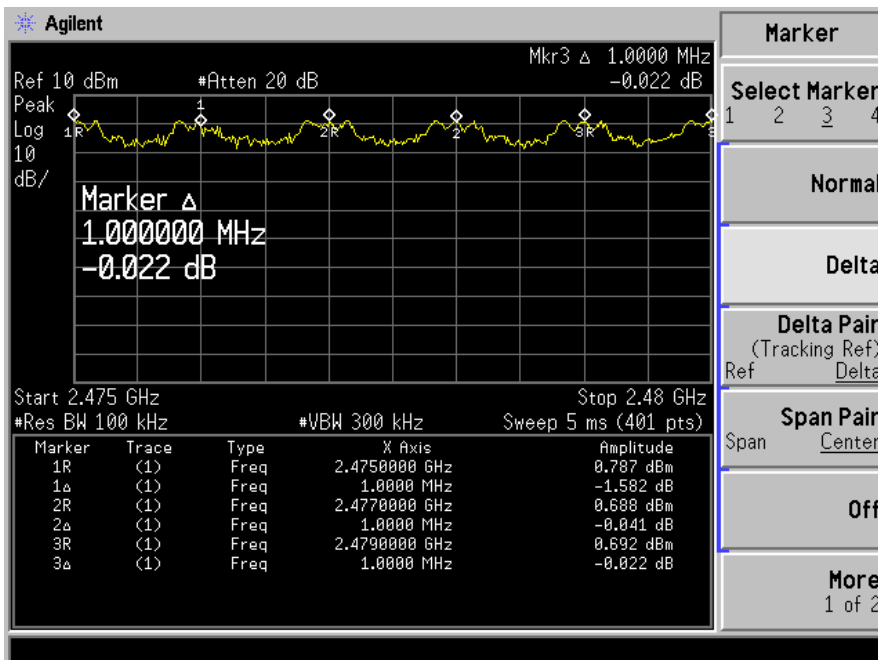 Agilent
Marker
Mkr3 Δ 1.0000 MHz
Ref 10 dBm #Atten 20 dB -0.022 dB
Peak
Log
10
dB/
1R 1 2R 2 3R 3
Marker Δ
1.000000 MHz
-0.022 dB
Start 2.475 GHz Stop 2.48 GHz
#Res BW 100 kHz #VBW 300 kHz Sweep 5 ms (401 pts)
Marker Trace Type X Axis Amplitude
1R (1) Freq 2.4750000 GHz 0.787 dBm
1Δ (1) Freq 1.0000 MHz -1.582 dB
2R (1) Freq 2.4770000 GHz 0.688 dBm
2Δ (1) Freq 1.0000 MHz -0.041 dB
3R (1) Freq 2.4790000 GHz 0.692 dBm
3Δ (1) Freq 1.0000 MHz -0.022 dB
Select Marker
1 2 3 4
Normal
Delta
Delta Pair
(Tracking Ref)
Ref Delta
Span Pair
Span Center
Off
More
1 of 2